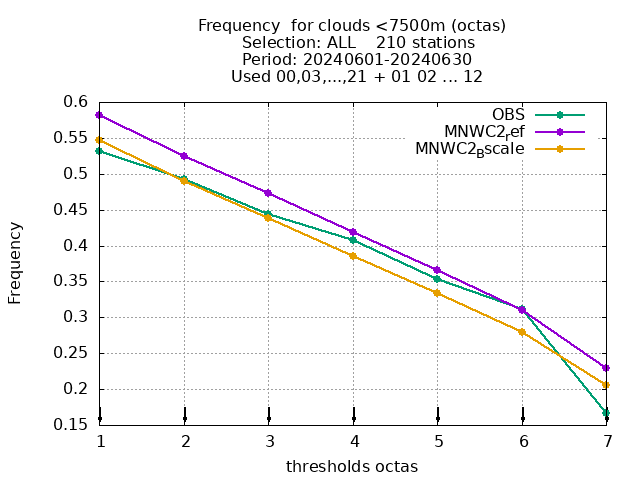 Frequency  for clouds <7500m (octas)
Selection: ALL    210 stations
Period: 20240601-20240630
Used 00,03,...,21 + 01 02 ... 12
OBS
MNWC2ref
MNWC2Bscale
Frequency
0.6
0.55
0.5
0.45
0.4
0.35
0.3
0.25
0.2
0.15
1 2 3 4 5 6 7
thresholds octas